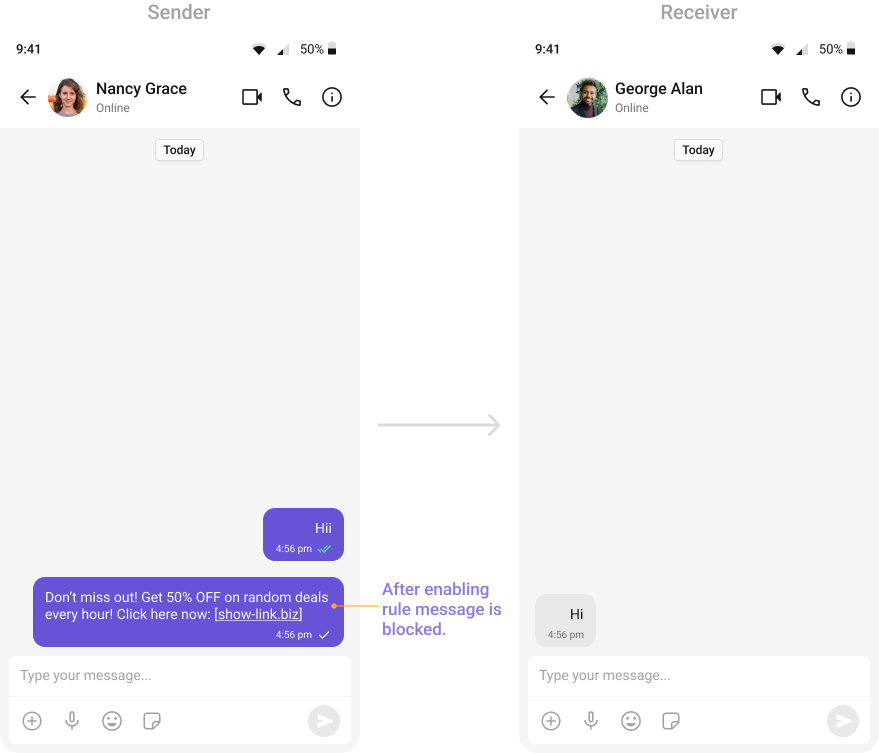 Sender
9:41
50%
Nancy Grace
Online
Today
Hii
4:56 pm
Don't miss out! Get 50% OFF on random deals
every hour! Click here now: [show-link.biz]
4:56 pm
Type your message...
After enabling
rule message is
blocked.
Receiver
9:41
50%
George Alan
Online
Today
Hi
4:56 pm
Type your message...